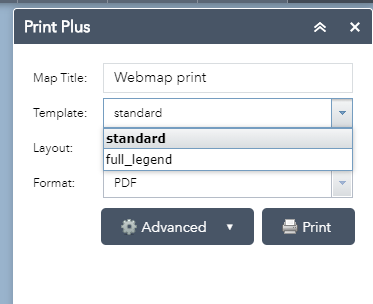 Print Plus
Map Title: Webmap print
Template: standard
standard
Layout:
full_legend
Format: PDF
Advanced
Print